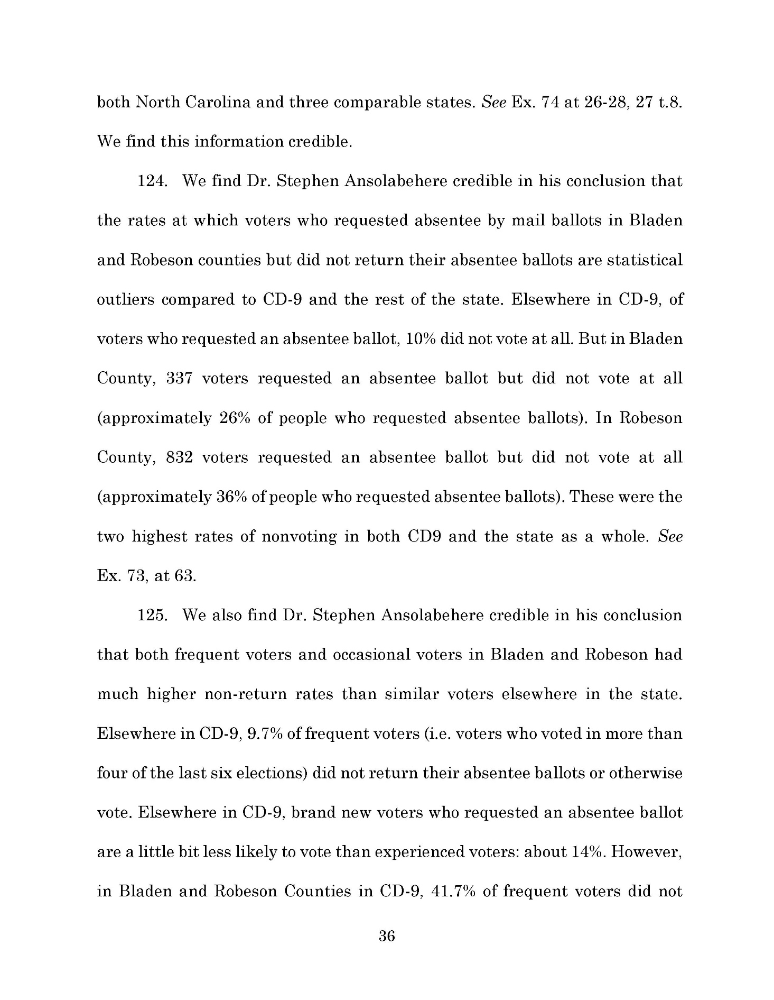 both North Carolina and three comparable states. See Ex. 74 at 26-28, 27 t.8.
We find this information credible.
124. We find Dr. Stephen Ansolabehere credible in his conclusion that
the rates at which voters who requested absentee by mail ballots in Bladen
and Robeson counties but did not return their absentee ballots are statistical
outliers compared to CD-9 and the rest of the state. Elsewhere in CD-9, of
voters who requested an absentee ballot, 10% did not vote at all. But in Bladen
County, 337 voters requested an absentee ballot but did not vote at all
(approximately 26% of people who requested absentee ballots). In Robeson
County, 832 voters requested an absentee ballot but did not vote at all
(approximately 36% of people who requested absentee ballots). These were the
two highest rates of nonvoting in both CD9 and the state as a whole. See
Ex. 73, at 63.
125. We also find Dr. Stephen Ansolabehere credible in his conclusion
that both frequent voters and occasional voters in Bladen and Robeson had
much higher non-return rates than similar voters elsewhere in the state.
Elsewhere in CD-9, 9.7% of frequent voters (i.e. voters who voted in more than
four of the last six elections) did not return their absentee ballots or otherwise
vote. Elsewhere in CD-9, brand new voters who requested an absentee ballot
are a little bit less likely to vote than experienced voters: about 14%. However,
in Bladen and Robeson Counties in CD-9, 41.7% of frequent voters did not
36